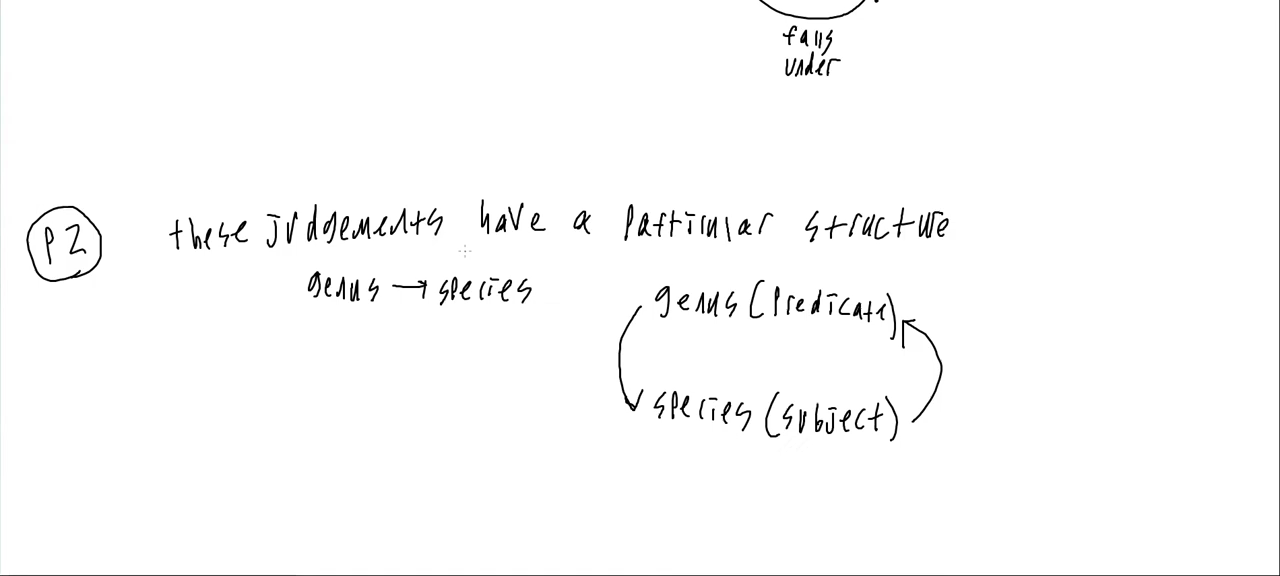 falls
under
P2
these judgements have a particular structure
genus → species
genus (predicate)
species (subject)